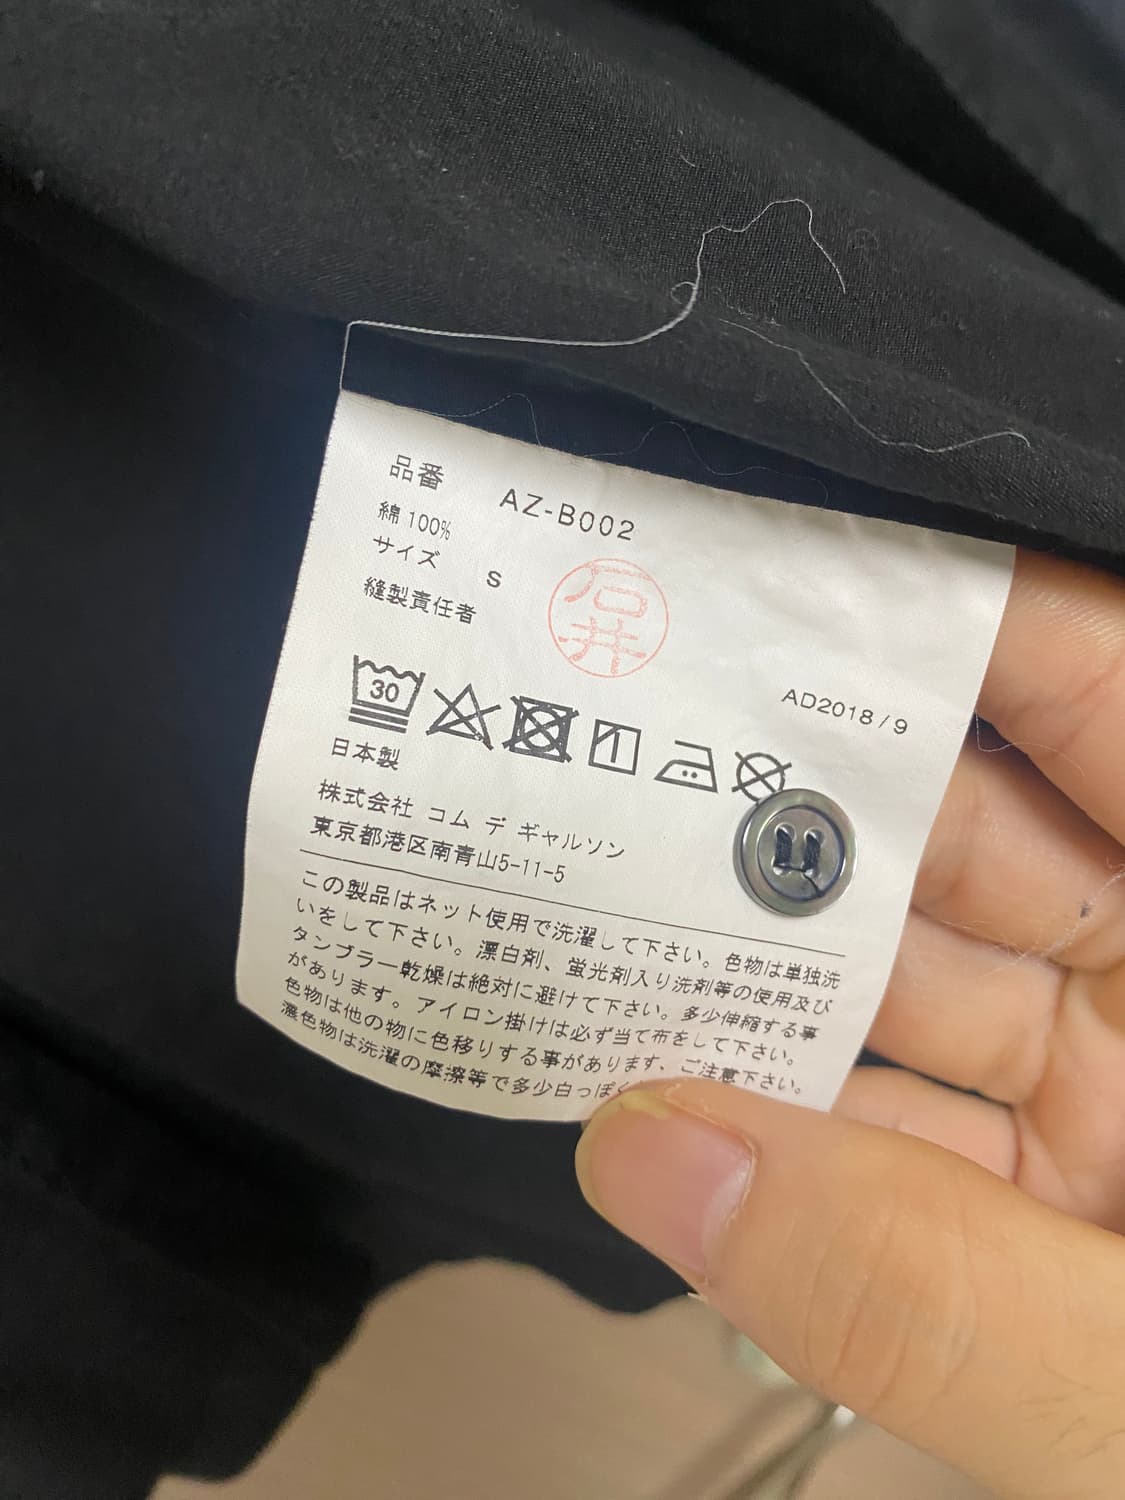 品番 AZ-B002
綿100%
サイズ S
縫製責任者
石井
AD2018/9
30
日本製
株式会社 コム デ ギャルソン
東京都港区南青山5-11-5
この製品はネット使用で洗濯して下さい。色物は単独洗
いをして下さい。漂白剤、蛍光剤入り洗剤等の使用及び
タンブラー乾燥は絶対に避けて下さい。多少伸縮する事
があります。アイロン掛けは必ず当て布をして下さい。
色物は他の物に色移りする事があります、ご注意下さい。
濃色物は洗濯の摩擦等で多少白っぽく